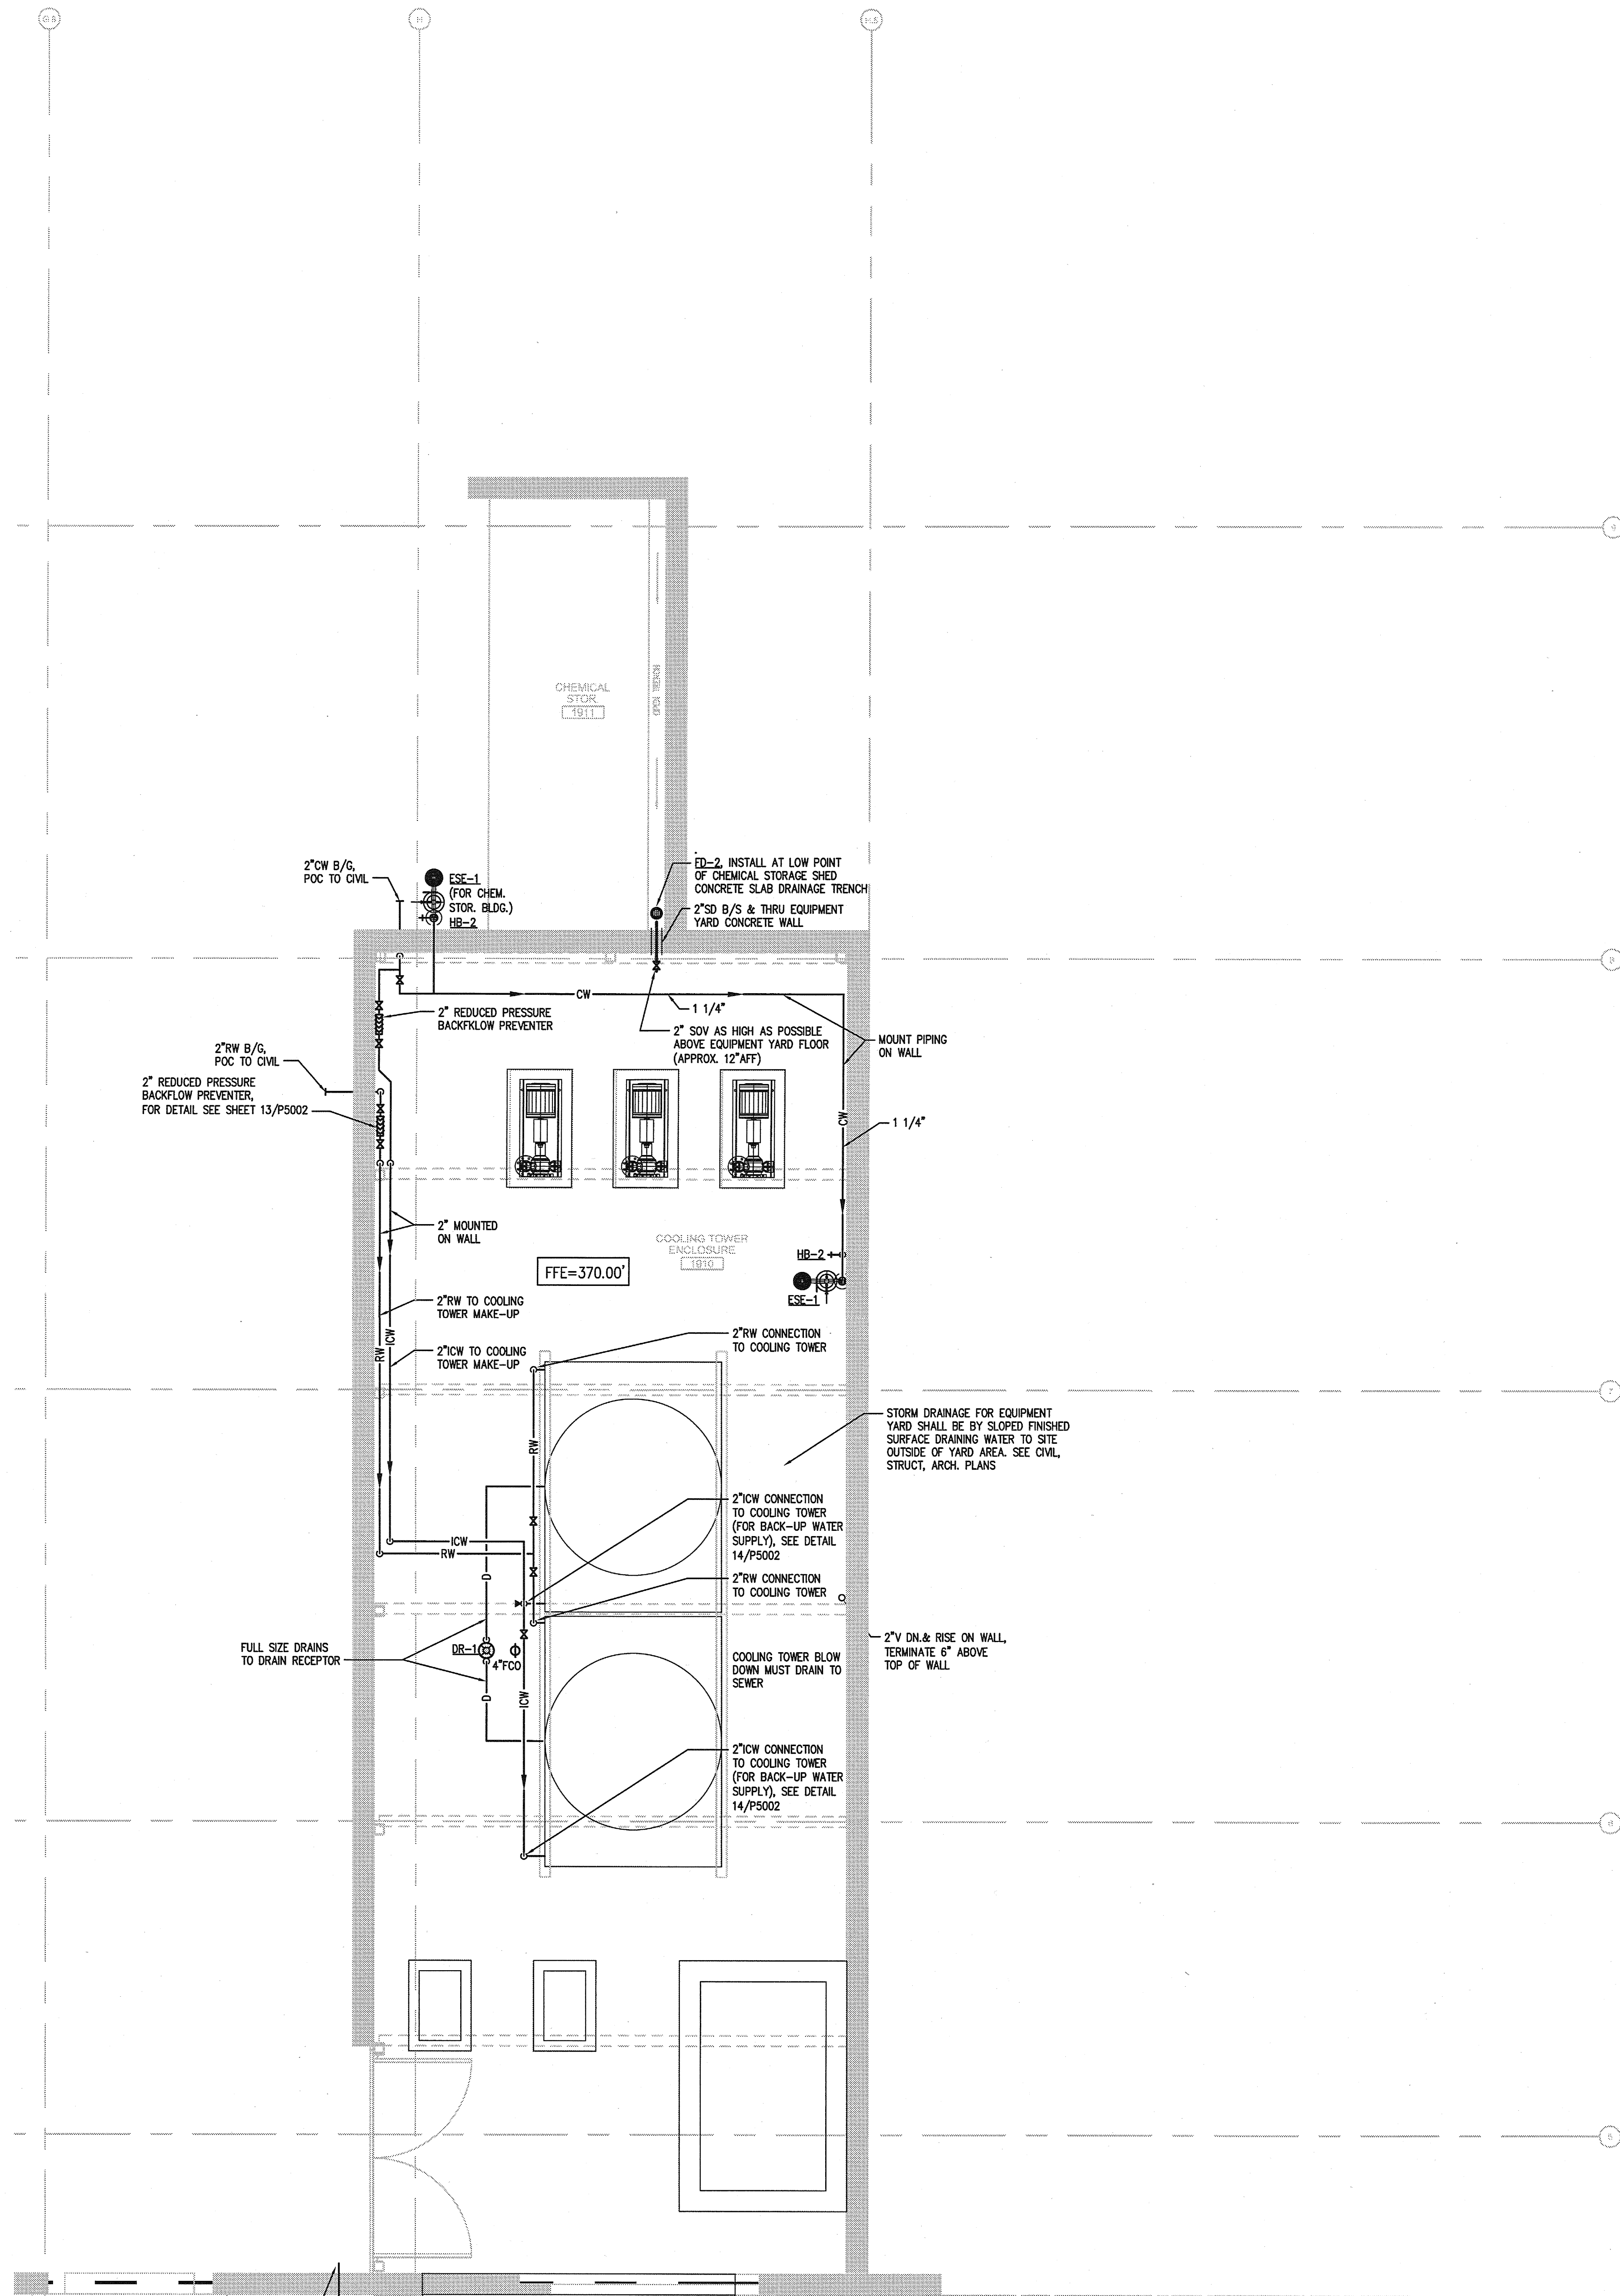 G.5
H
H.5
CHEMICAL
STOR.
1911
2"CW B/G,
POC TO CIVIL
ESE-1
(FOR CHEM.
STOR. BLDG.)
HB-2
FD-2, INSTALL AT LOW POINT
OF CHEMICAL STORAGE SHED
CONCRETE SLAB DRAINAGE TRENCH
2"SD B/S & THRU EQUIPMENT
YARD CONCRETE WALL
CW
1 1/4"
2" REDUCED PRESSURE
BACKFKLOW PREVENTER
2" SOV AS HIGH AS POSSIBLE
ABOVE EQUIPMENT YARD FLOOR
(APPROX. 12"AFF)
MOUNT PIPING
ON WALL
2"RW B/G,
POC TO CIVIL
2" REDUCED PRESSURE
BACKFLOW PREVENTER,
FOR DETAIL SEE SHEET 13/P5002
CW
1 1/4"
2" MOUNTED
ON WALL
COOLING TOWER
ENCLOSURE
1910
HB-2
FFE=370.00'
ESE-1
2"RW TO COOLING
TOWER MAKE-UP
ICW
RW
2"ICW TO COOLING
TOWER MAKE-UP
2"RW CONNECTION
TO COOLING TOWER
7
STORM DRAINAGE FOR EQUIPMENT
YARD SHALL BE BY SLOPED FINISHED
SURFACE DRAINING WATER TO SITE
OUTSIDE OF YARD AREA. SEE CIVIL,
STRUCT, ARCH. PLANS
RW
2"ICW CONNECTION
TO COOLING TOWER
(FOR BACK-UP WATER
SUPPLY), SEE DETAIL
14/P5002
ICW
RW
D
2"RW CONNECTION
TO COOLING TOWER
FULL SIZE DRAINS
TO DRAIN RECEPTOR
DR-1
4"FCO
2"V DN.& RISE ON WALL,
TERMINATE 6" ABOVE
TOP OF WALL
COOLING TOWER BLOW
DOWN MUST DRAIN TO
SEWER
D
ICW
2"ICW CONNECTION
TO COOLING TOWER
(FOR BACK-UP WATER
SUPPLY), SEE DETAIL
14/P5002